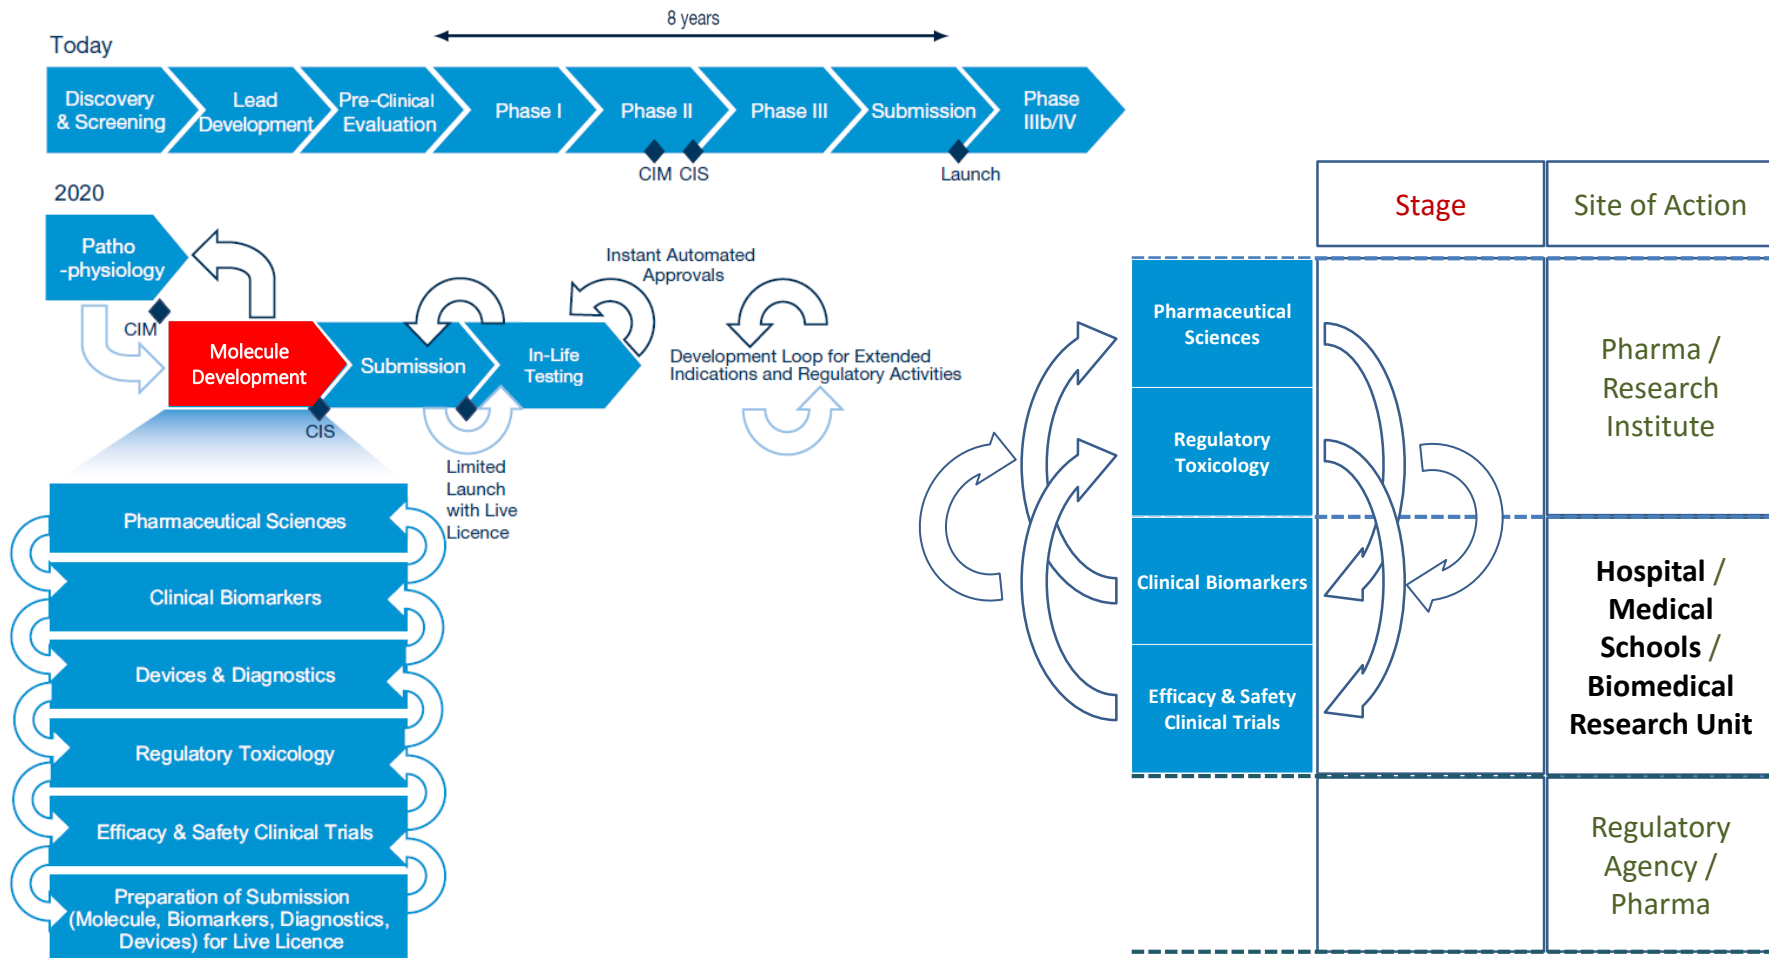 8 years
Today
Discovery
& Screening
Lead
Development
Pre-Clinical
Evaluation
Phase I
Phase II
Phase III
Submission
Phase
IIIb/IV
CIM
CIS
Launch
2020
Patho
-physiology
CIM
Molecule
Development
CIS
Submission
In-Life
Testing
Instant Automated
Approvals
Development Loop for Extended
Indications and Regulatory Activities
Limited
Launch
with Live
Licence
Pharmaceutical Sciences
Clinical Biomarkers
Devices & Diagnostics
Regulatory Toxicology
Efficacy & Safety Clinical Trials
Preparation of Submission
(Molecule, Biomarkers, Diagnostics,
Devices) for Live Licence
Stage
Site of Action
Pharmaceutical
Sciences
Regulatory
Toxicology
Clinical Biomarkers
Efficacy & Safety
Clinical Trials
Pharma /
Research
Institute
Hospital /
Medical
Schools /
Biomedical
Research Unit
Regulatory
Agency /
Pharma